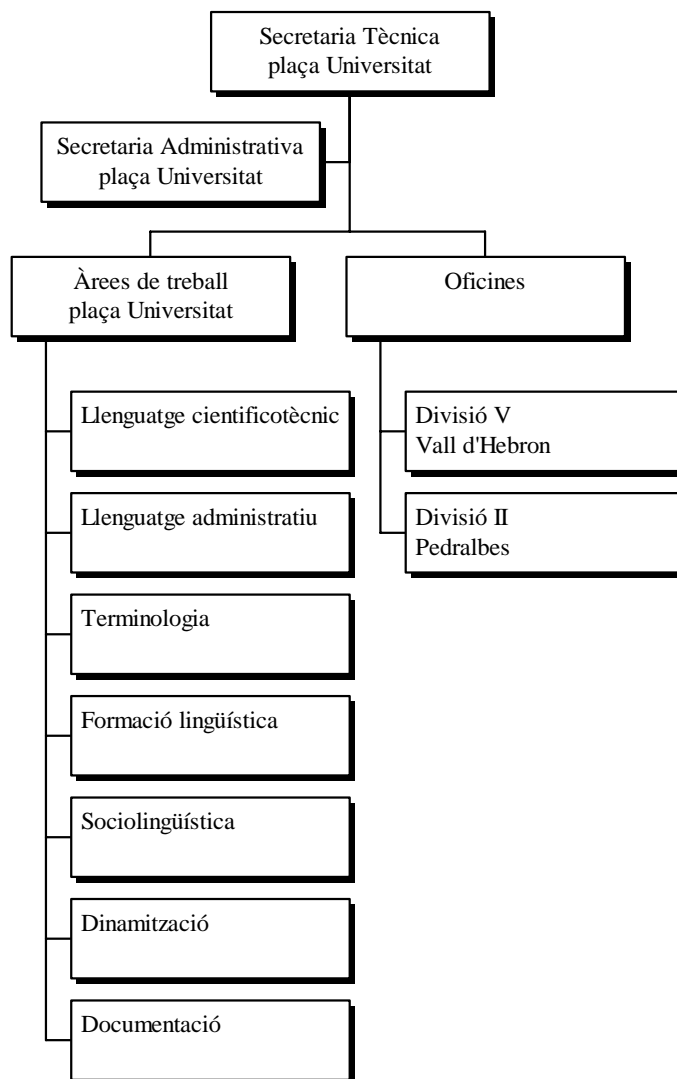 Secretaria Tècnica
plaça Universitat
Secretaria Administrativa
plaça Universitat
Àrees de treball
plaça Universitat
Oficines
Llenguatge cientificotècnic
Llenguatge administratiu
Terminologia
Formació lingüística
Sociolingüística
Dinamització
Documentació
Divisió V
Vall d'Hebron
Divisió II
Pedralbes